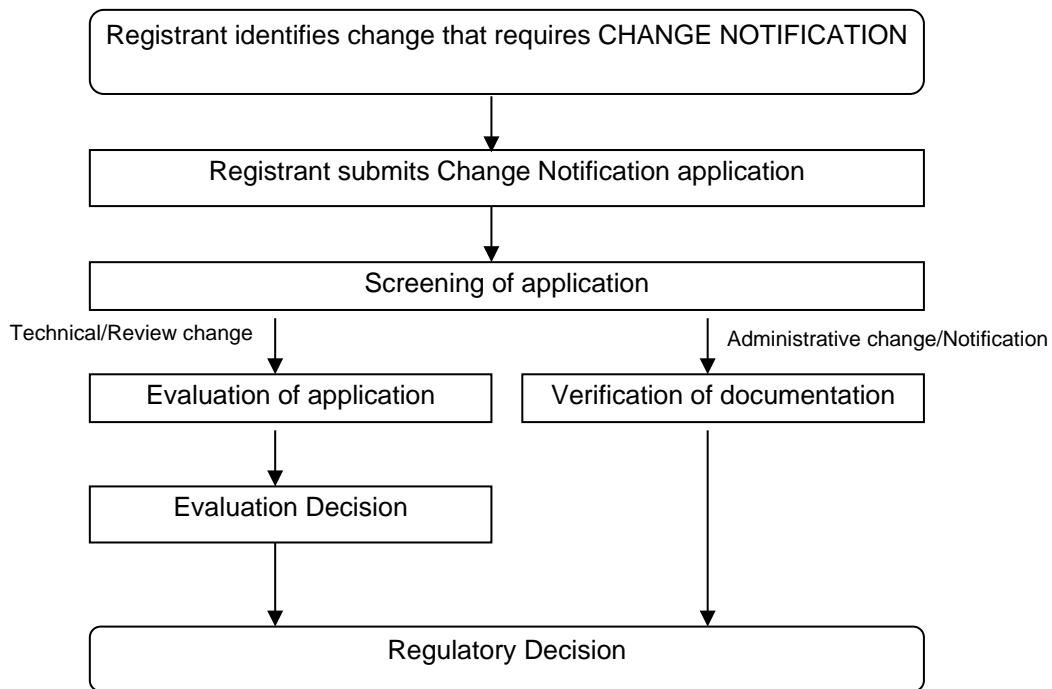 Registrant identifies change that requires CHANGE NOTIFICATION
Registrant submits Change Notification application
Screening of application
Technical/Review change
Administrative change/Notification
Evaluation of application
Verification of documentation
Evaluation Decision
Regulatory Decision